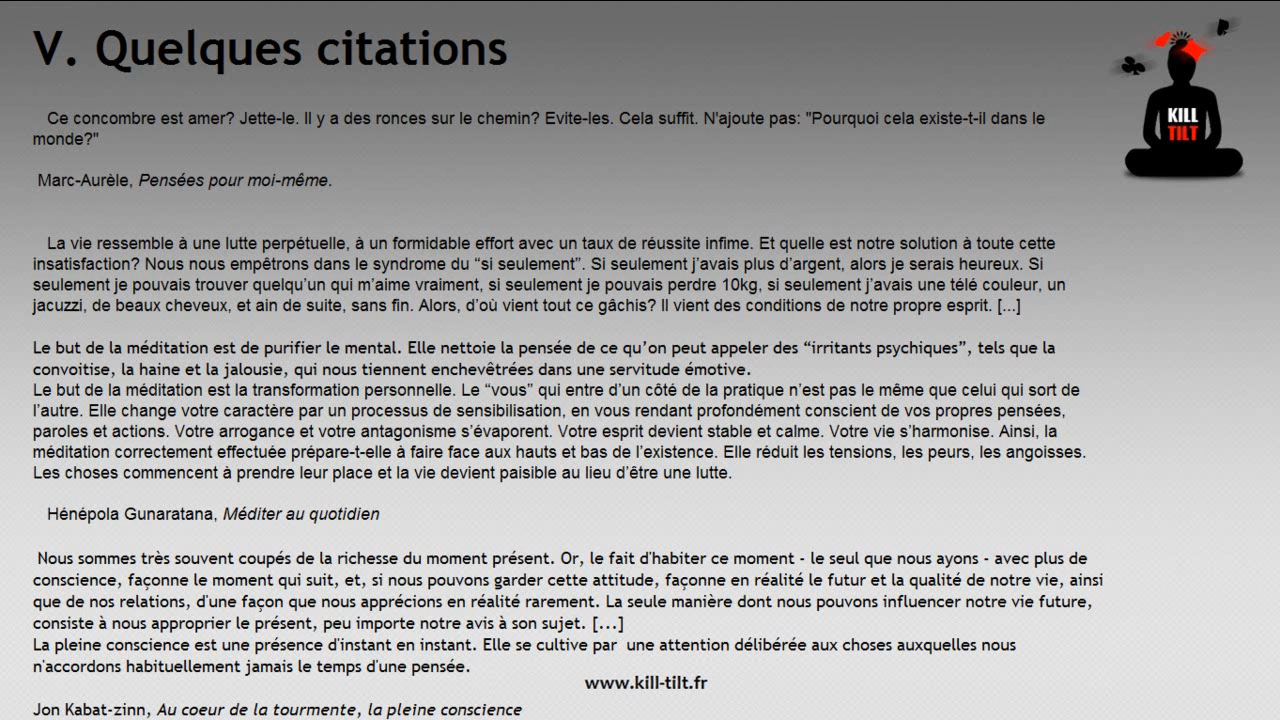 V. Quelques citations
KILL
TILT
Ce concombre est amer? Jette-le. Il y a des ronces sur le chemin? Evite-les. Cela suffit. N'ajoute pas: "Pourquoi cela existe-t-il dans le
monde?"
Marc-Aurèle, Pensées pour moi-même.
La vie ressemble à une lutte perpétuelle, à un formidable effort avec un taux de réussite infime. Et quelle est notre solution à toute cette
insatisfaction? Nous nous empêtrons dans le syndrome du “si seulement”. Si seulement j’avais plus d’argent, alors je serais heureux. Si
seulement je pouvais trouver quelqu’un qui m’aime vraiment, si seulement je pouvais perdre 10kg, si seulement j’avais une télé couleur, un
jacuzzi, de beaux cheveux, et ain de suite, sans fin. Alors, d’où vient tout ce gâchis? Il vient des conditions de notre propre esprit. [...]
Le but de la méditation est de purifier le mental. Elle nettoie la pensée de ce qu’on peut appeler des “irritants psychiques”, tels que la
convoitise, la haine et la jalousie, qui nous tiennent enchevêtrées dans une servitude émotive.
Le but de la méditation est la transformation personnelle. Le “vous” qui entre d’un côté de la pratique n’est pas le même que celui qui sort de
l’autre. Elle change votre caractère par un processus de sensibilisation, en vous rendant profondément conscient de vos propres pensées,
paroles et actions. Votre arrogance et votre antagonisme s’évaporent. Votre esprit devient stable et calme. Votre vie s’harmonise. Ainsi, la
méditation correctement effectuée prépare-t-elle à faire face aux hauts et bas de l’existence. Elle réduit les tensions, les peurs, les angoisses.
Les choses commencent à prendre leur place et la vie devient paisible au lieu d’être une lutte.
Hénépola Gunaratana, Méditer au quotidien
Nous sommes très souvent coupés de la richesse du moment présent. Or, le fait d'habiter ce moment - le seul que nous ayons - avec plus de
conscience, façonne le moment qui suit, et, si nous pouvons garder cette attitude, façonne en réalité le futur et la qualité de notre vie, ainsi
que de nos relations, d'une façon que nous apprécions en réalité rarement. La seule manière dont nous pouvons influencer notre vie future,
consiste à nous approprier le présent, peu importe notre avis à son sujet. [...]
La pleine conscience est une présence d'instant en instant. Elle se cultive par une attention délibérée aux choses auxquelles nous
n'accordons habituellement jamais le temps d'une pensée.
www.kill-tilt.fr
Jon Kabat-zinn, Au coeur de la tourmente, la pleine conscience